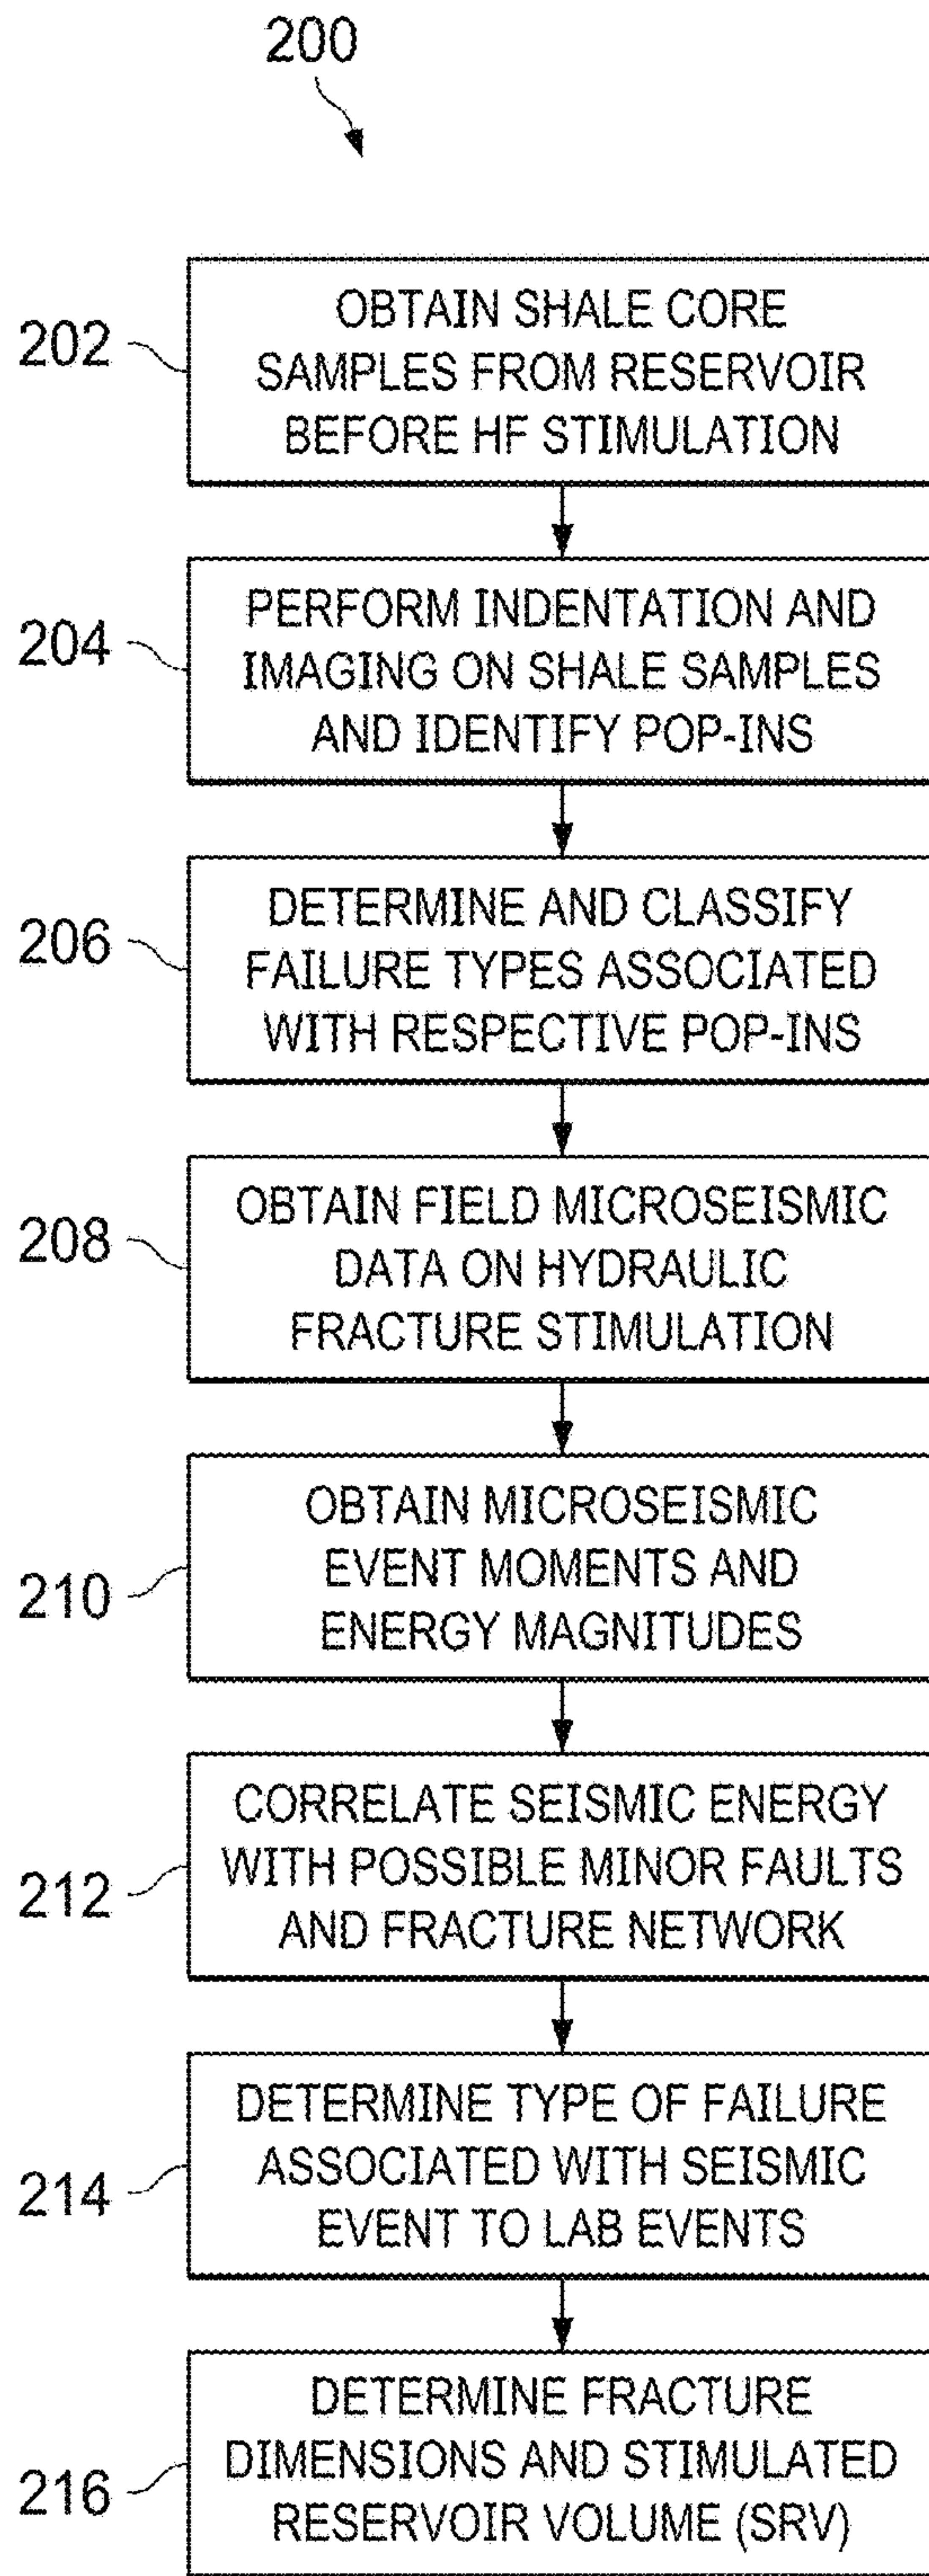 200
202
OBTAIN SHALE CORE
SAMPLES FROM RESERVOIR
BEFORE HF STIMULATION
204
PERFORM INDENTATION AND
IMAGING ON SHALE SAMPLES
AND IDENTIFY POP-INS
206
DETERMINE AND CLASSIFY
FAILURE TYPES ASSOCIATED
WITH RESPECTIVE POP-INS
208
OBTAIN FIELD MICROSEISMIC
DATA ON HYDRAULIC
FRACTURE STIMULATION
210
OBTAIN MICROSEISMIC
EVENT MOMENTS AND
ENERGY MAGNITUDES
212
CORRELATE SEISMIC ENERGY
WITH POSSIBLE MINOR FAULTS
AND FRACTURE NETWORK
214
DETERMINE TYPE OF FAILURE
ASSOCIATED WITH SEISMIC
EVENT TO LAB EVENTS
216
DETERMINE FRACTURE
DIMENSIONS AND STIMULATED
RESERVOIR VOLUME (SRV)